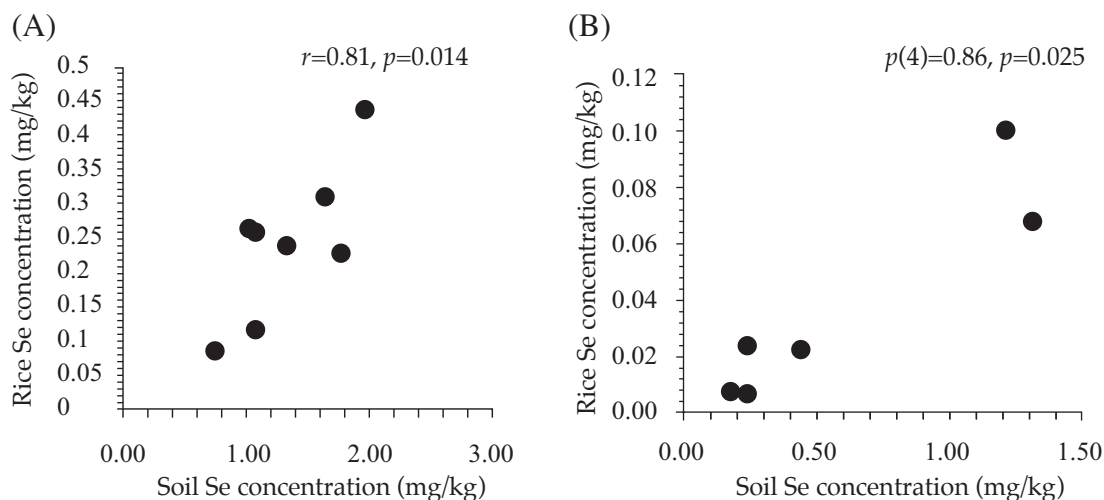 (A)
r=0.81, p=0.014
Rice Se concentration (mg/kg)
0.5
0.45
0.4
0.35
0.3
0.25
0.2
0.15
0.1
0.05
0
0.00 1.00 2.00 3.00
Soil Se concentration (mg/kg)
(B)
p(4)=0.86, p=0.025
Rice Se concentration (mg/kg)
0.12
0.10
0.08
0.06
0.04
0.02
0.00
0.00 0.50 1.00 1.50
Soil Se concentration (mg/kg)